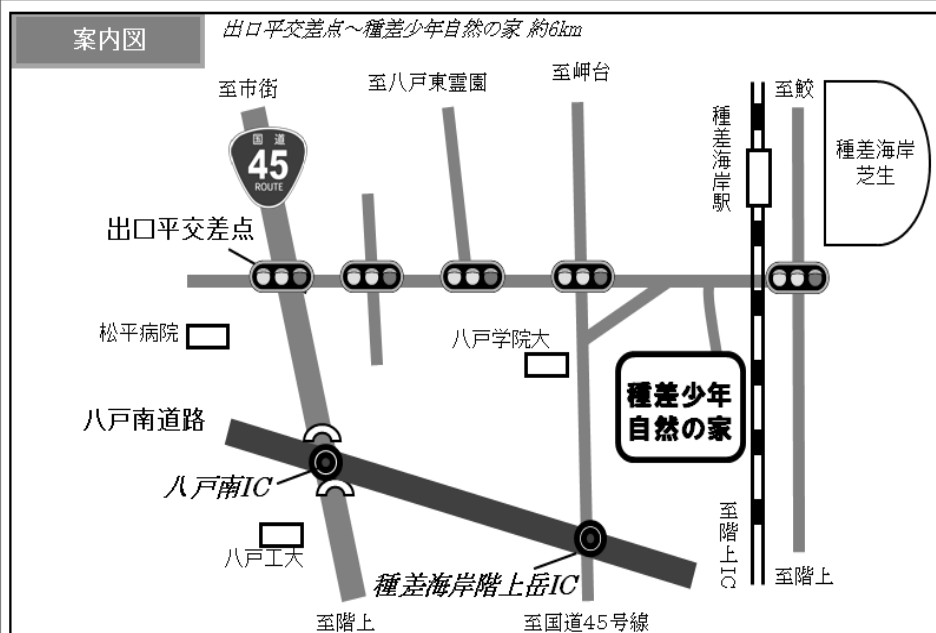 案内図
出口平交差点～種差少年自然の家 約6km
至市街
至八戸東霊園
至岬台
至鮫
国道
45
ROUTE
種差海岸駅
種差海岸
芝生
出口平交差点
松平病院
八戸学院大
種差少年
自然の家
八戸南道路
八戸南IC
八戸工大
種差海岸階上岳IC
至階上IC
至階上
至階上
至国道45号線